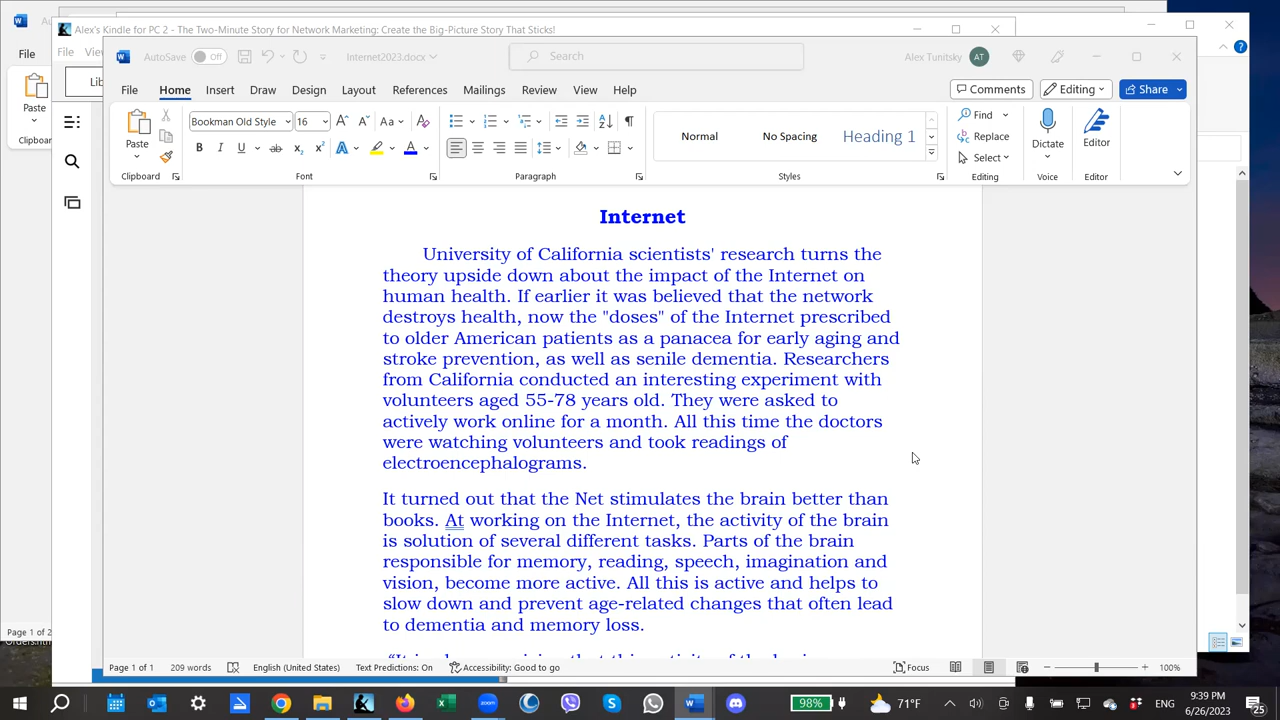 Alex's Kindle for PC 2 - The Two-Minute Story for Network Marketing: Create the Big-Picture Story That Sticks!
File
File
AutoSave Off
Internet2023.docx
Search
Alex Tunitsky AT
File Home Insert Draw Design Layout References Mailings Review View Help
Comments Editing Share
Paste
Clipboard
Paste
Bookman Old Style 16
Normal No Spacing Heading 1
Find
Replace
Select
Dictate
Editor
Clipboard Font Paragraph Styles Editing Voice Editor
Internet
University of California scientists' research turns the
theory upside down about the impact of the Internet on
human health. If earlier it was believed that the network
destroys health, now the "doses" of the Internet prescribed
to older American patients as a panacea for early aging and
stroke prevention, as well as senile dementia. Researchers
from California conducted an interesting experiment with
volunteers aged 55-78 years old. They were asked to
actively work online for a month. All this time the doctors
were watching volunteers and took readings of
electroencephalograms.
It turned out that the Net stimulates the brain better than
books. At working on the Internet, the activity of the brain
is solution of several different tasks. Parts of the brain
responsible for memory, reading, speech, imagination and
vision, become more active. All this is active and helps to
slow down and prevent age-related changes that often lead
to dementia and memory loss.
Page 1 of 2
Page 1 of 1 209 words English (United States) Text Predictions: On Accessibility: Good to go Focus 100%
98% 71°F
9:39 PM
6/26/2023
25